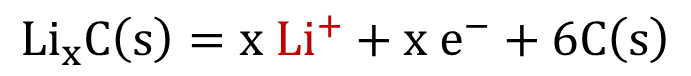 LiₓC(s) = x Li⁺ + x e⁻ + 6C(s)